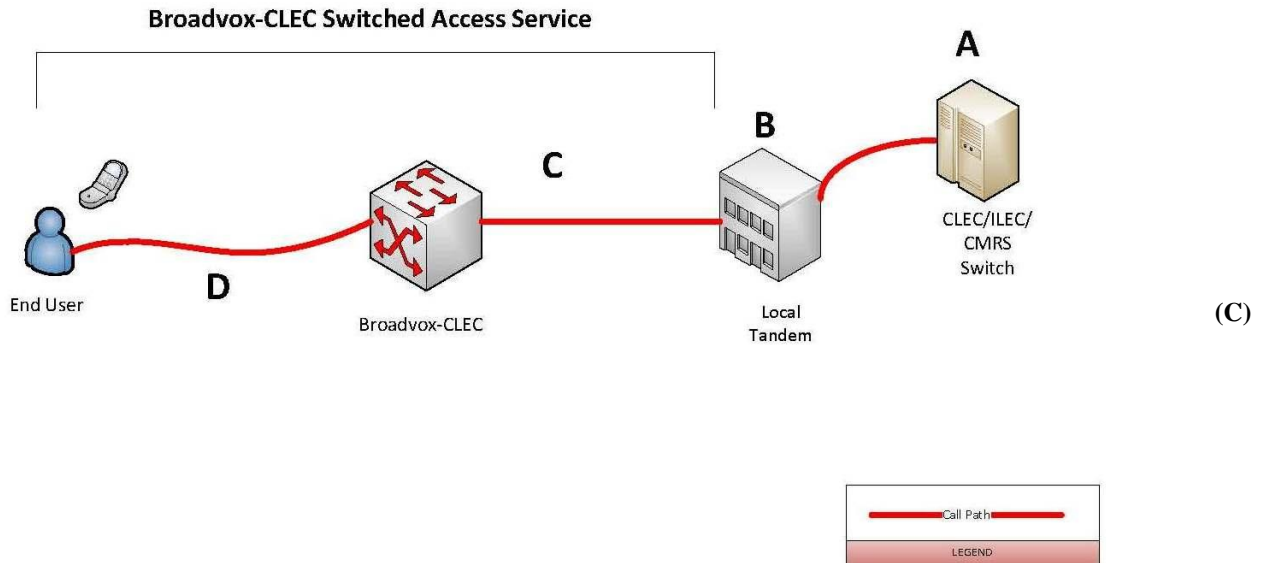 Broadvox-CLEC Switched Access Service
A
B
C
CLEC/ILEC/
CMRS
Switch
D
End User
Broadvox-CLEC
Local
Tandem
(C)
Call Path
LEGEND